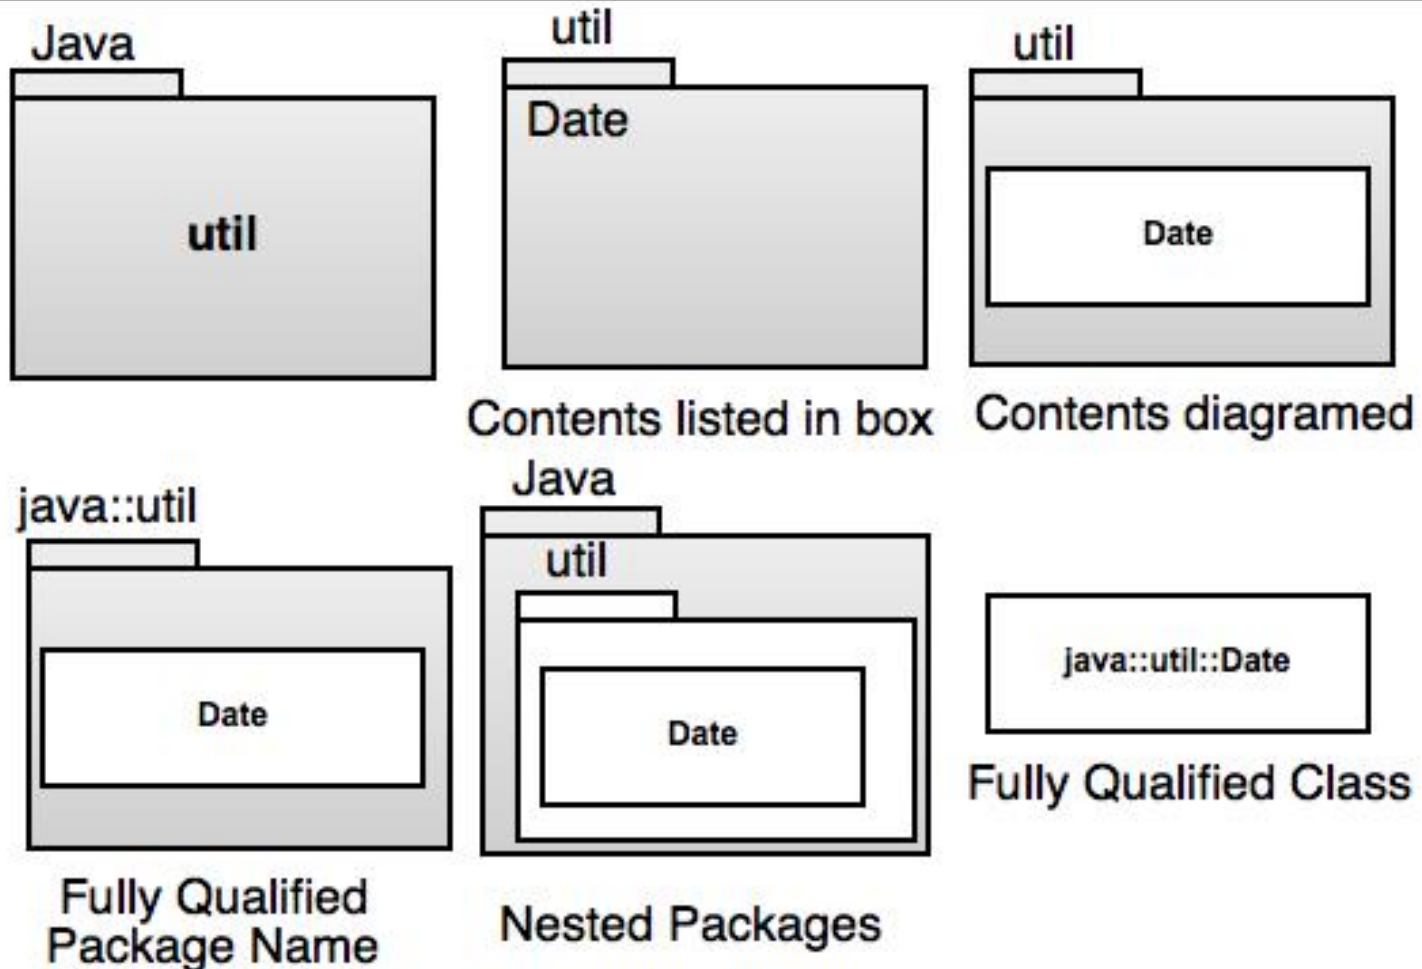 Java
util
util
Date
Contents listed in box
util
Date
Contents diagramed
java::util
Date
Fully Qualified
Package Name
Java
util
Date
Nested Packages
java::util::Date
Fully Qualified Class